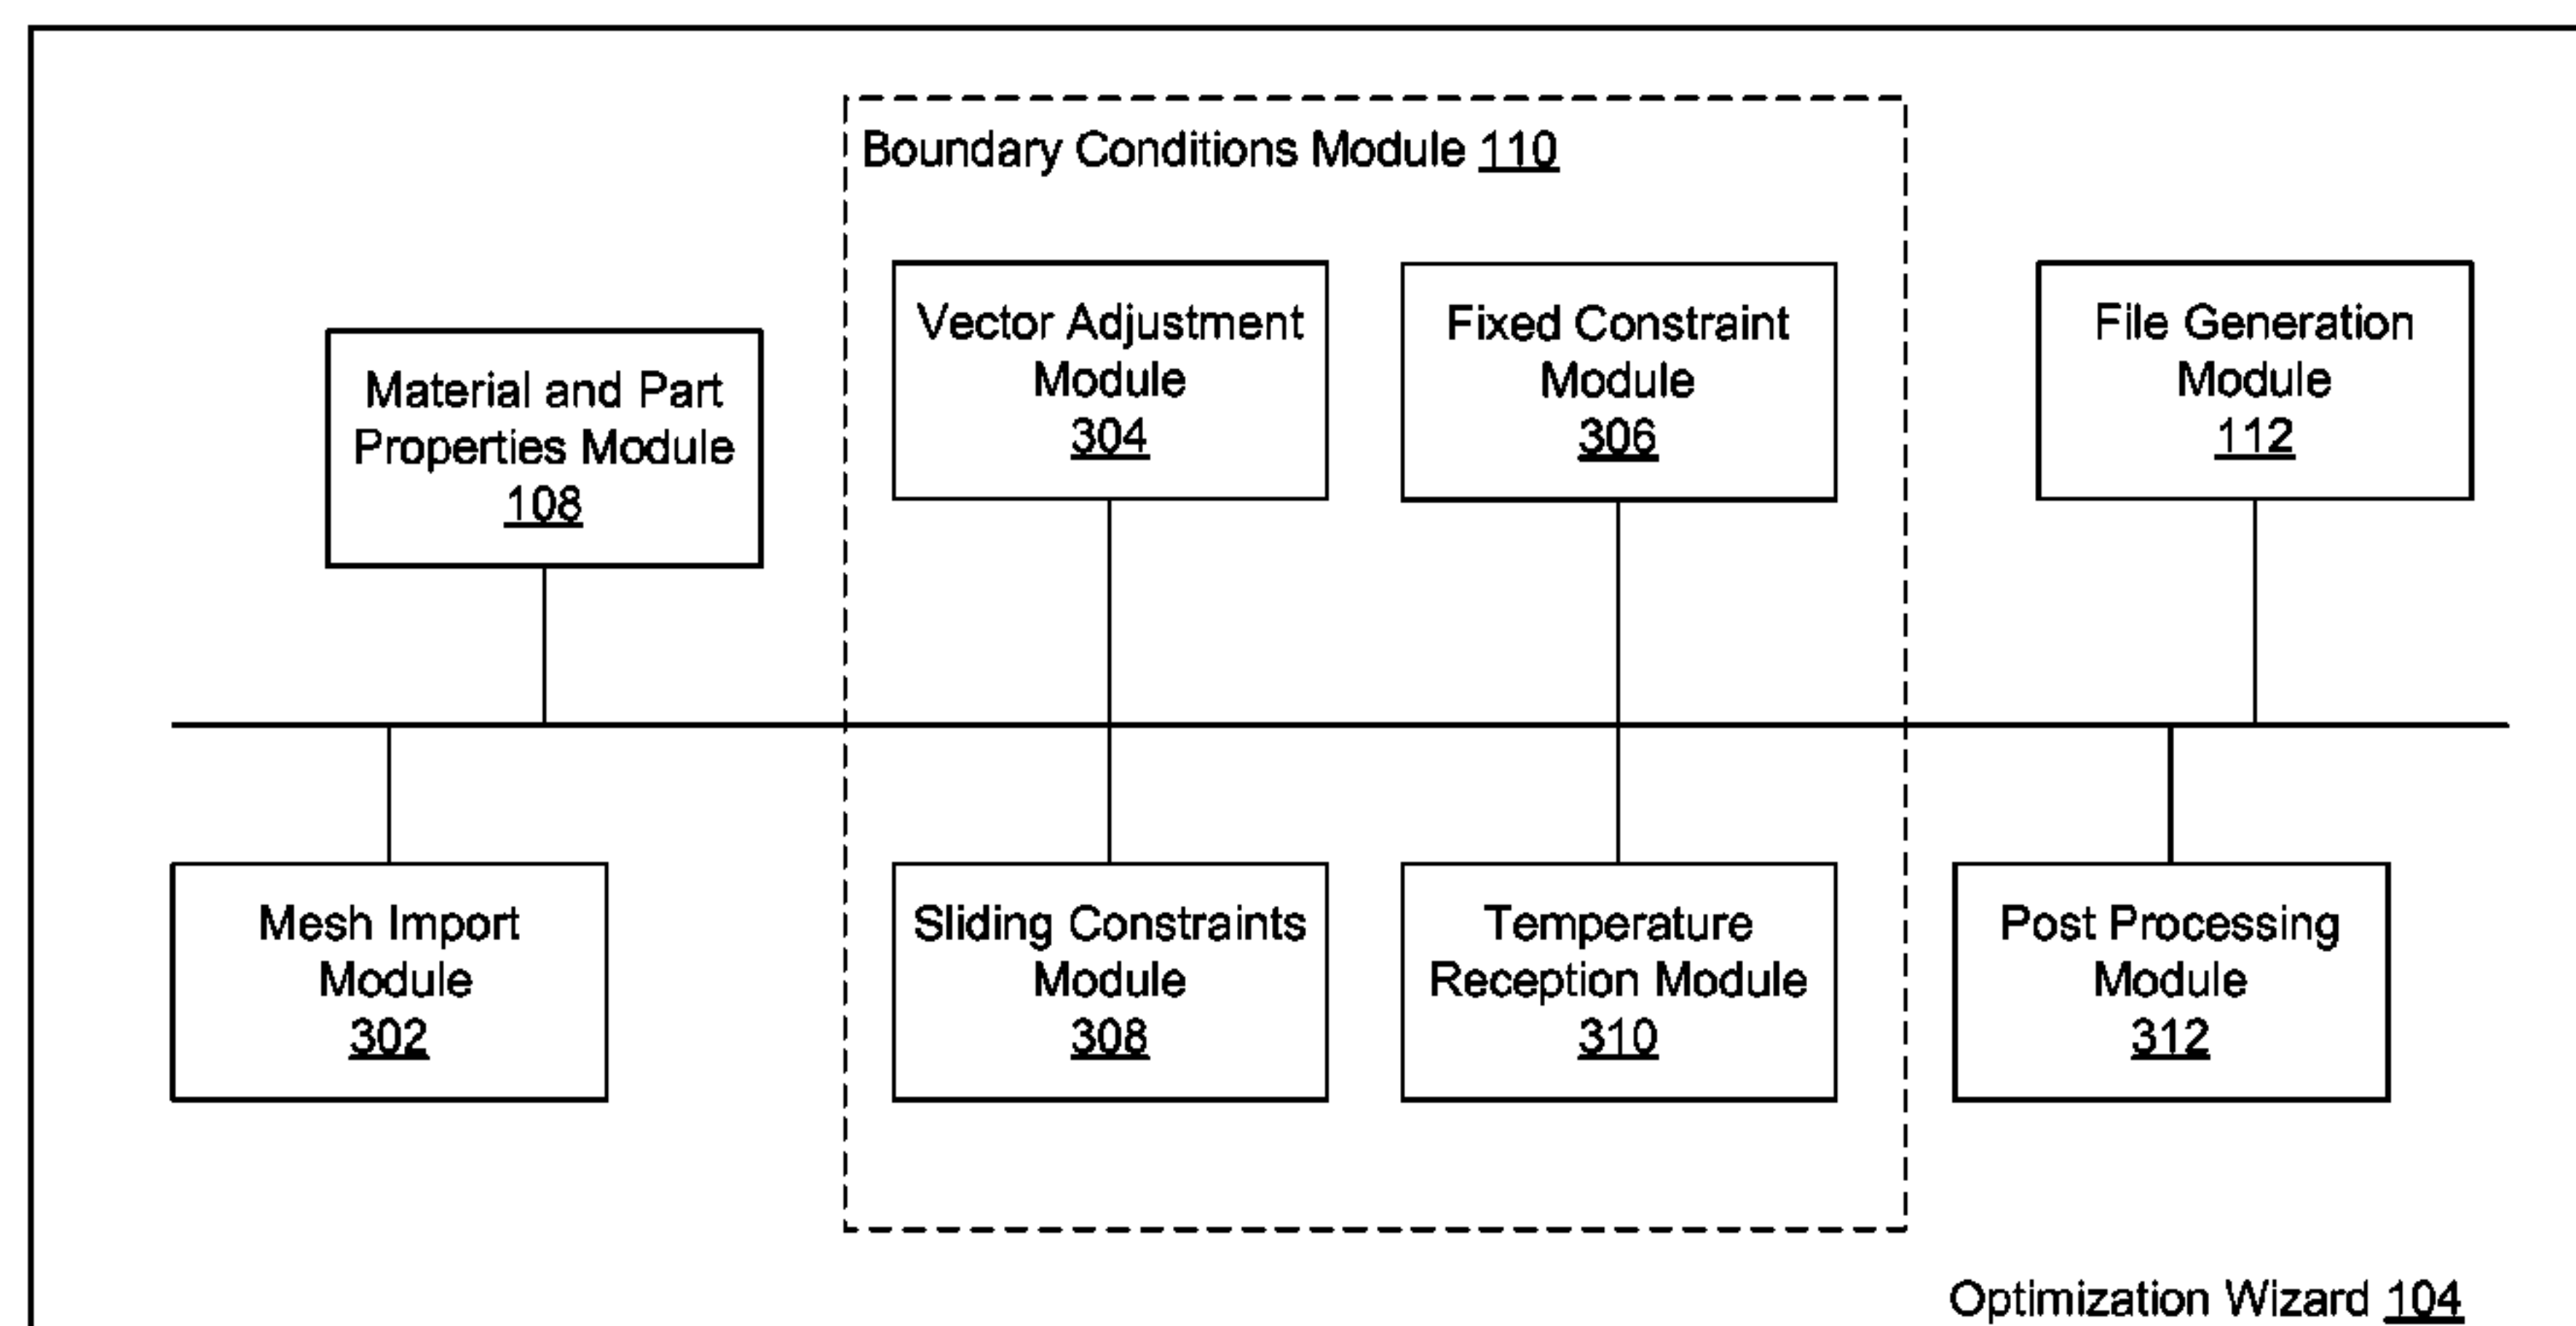 Boundary Conditions Module 110
Material and Part
Properties Module
108
Vector Adjustment
Module
304
Fixed Constraint
Module
306
File Generation
Module
112
Mesh Import
Module
302
Sliding Constraints
Module
308
Temperature
Reception Module
310
Post Processing
Module
312
Optimization Wizard 104